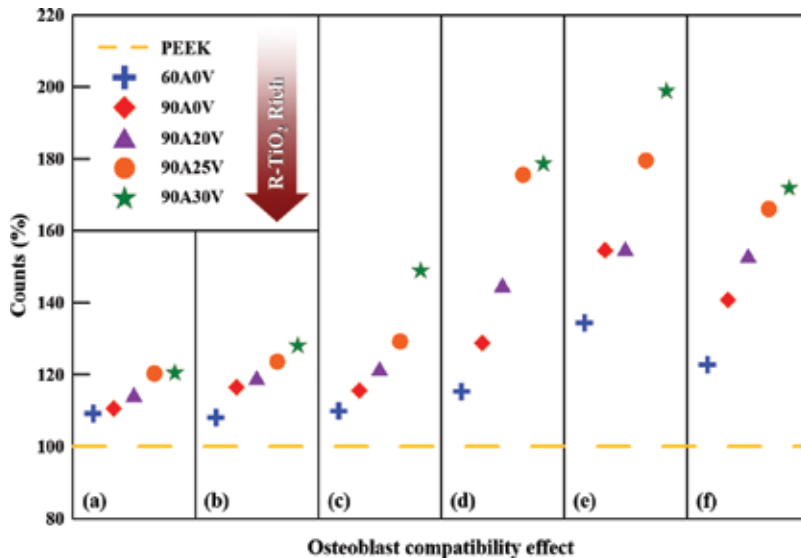 220
200
180
160
140
120
100
80
Counts (%)
PEEK
60A0V
90A0V
90A20V
90A25V
90A30V
R-TiO₂ Rich
(a)
(b)
(c)
(d)
(e)
(f)
Osteoblast compatibility effect